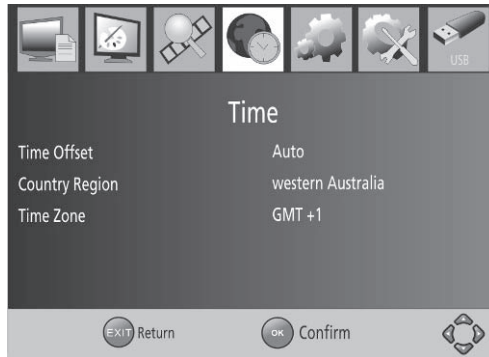 USB
Time
Time Offset Auto
Country Region western Australia
Time Zone GMT +1
EXIT Return OK Confirm